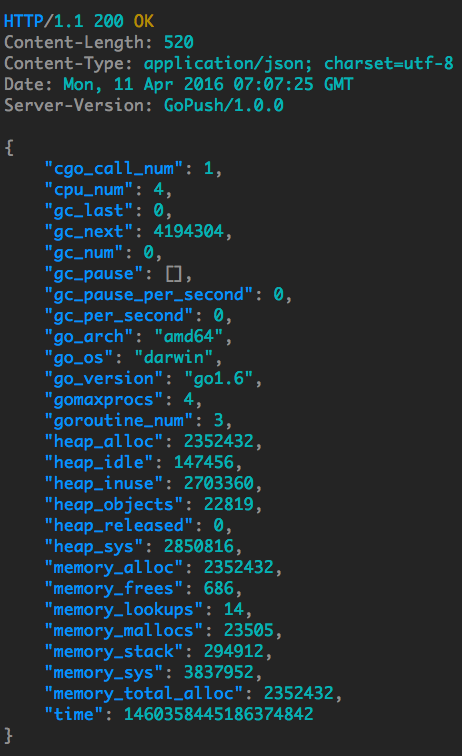 HTTP/1.1 200 OK
Content-Length: 520
Content-Type: application/json; charset=utf-8
Date: Mon, 11 Apr 2016 07:07:25 GMT
Server-Version: GoPush/1.0.0

{
    "cgo_call_num": 1,
    "cpu_num": 4,
    "gc_last": 0,
    "gc_next": 4194304,
    "gc_num": 0,
    "gc_pause": [],
    "gc_pause_per_second": 0,
    "gc_per_second": 0,
    "go_arch": "amd64",
    "go_os": "darwin",
    "go_version": "go1.6",
    "gomaxprocs": 4,
    "goroutine_num": 3,
    "heap_alloc": 2352432,
    "heap_idle": 147456,
    "heap_inuse": 2703360,
    "heap_objects": 22819,
    "heap_released": 0,
    "heap_sys": 2850816,
    "memory_alloc": 2352432,
    "memory_frees": 686,
    "memory_lookups": 14,
    "memory_mallocs": 23505,
    "memory_stack": 294912,
    "memory_sys": 3837952,
    "memory_total_alloc": 2352432,
    "time": 1460358445186374842
}